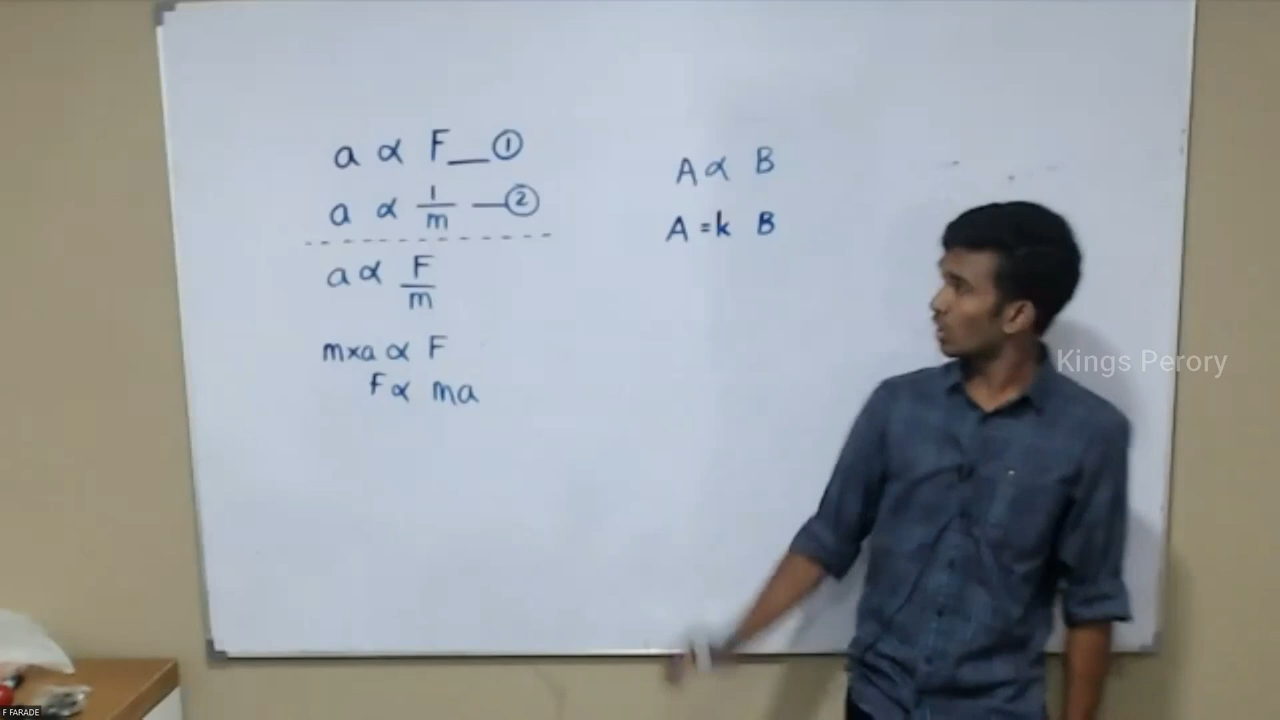 a ∝ F — ①
a ∝ 1/m — ②
a ∝ F/m
m×a ∝ F
F ∝ ma
A ∝ B
A = k B
Kings Perory
F FARADE